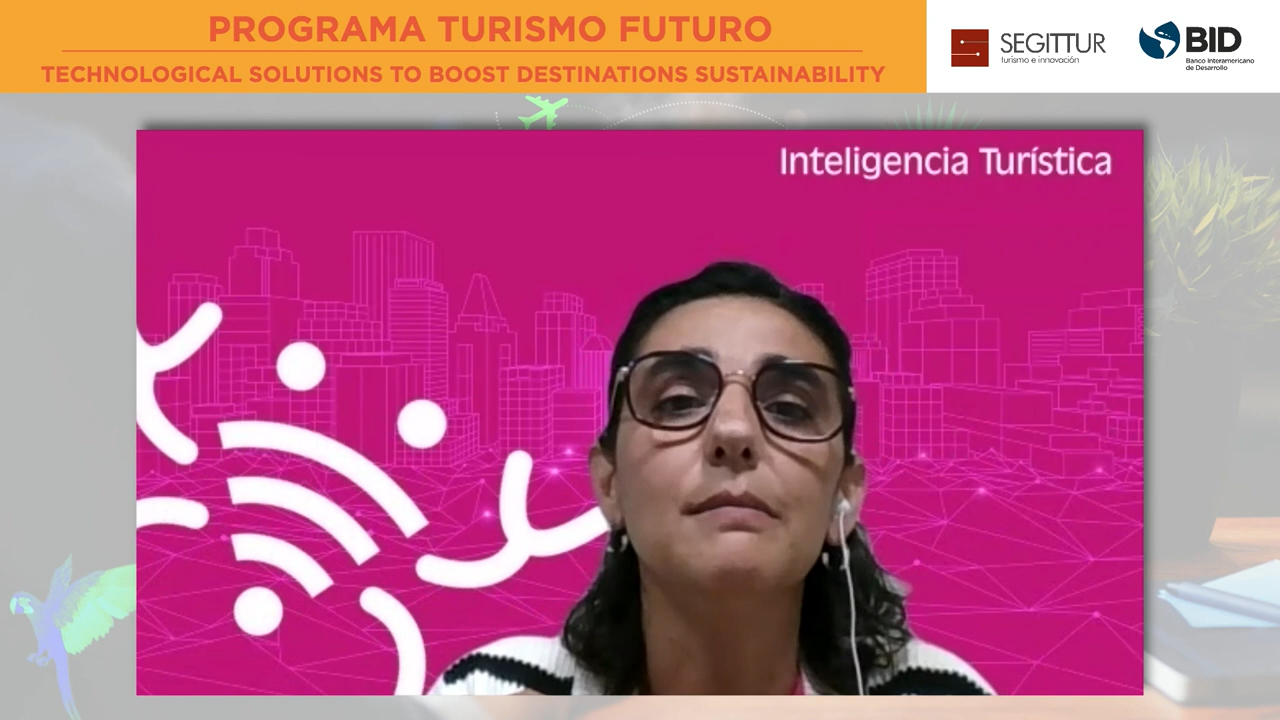 PROGRAMA TURISMO FUTURO
TECHNOLOGICAL SOLUTIONS TO BOOST DESTINATIONS SUSTAINABILITY
SEGITTUR
turismo e innovación
BID
Banco Interamericano
de Desarrollo
Inteligencia Turística